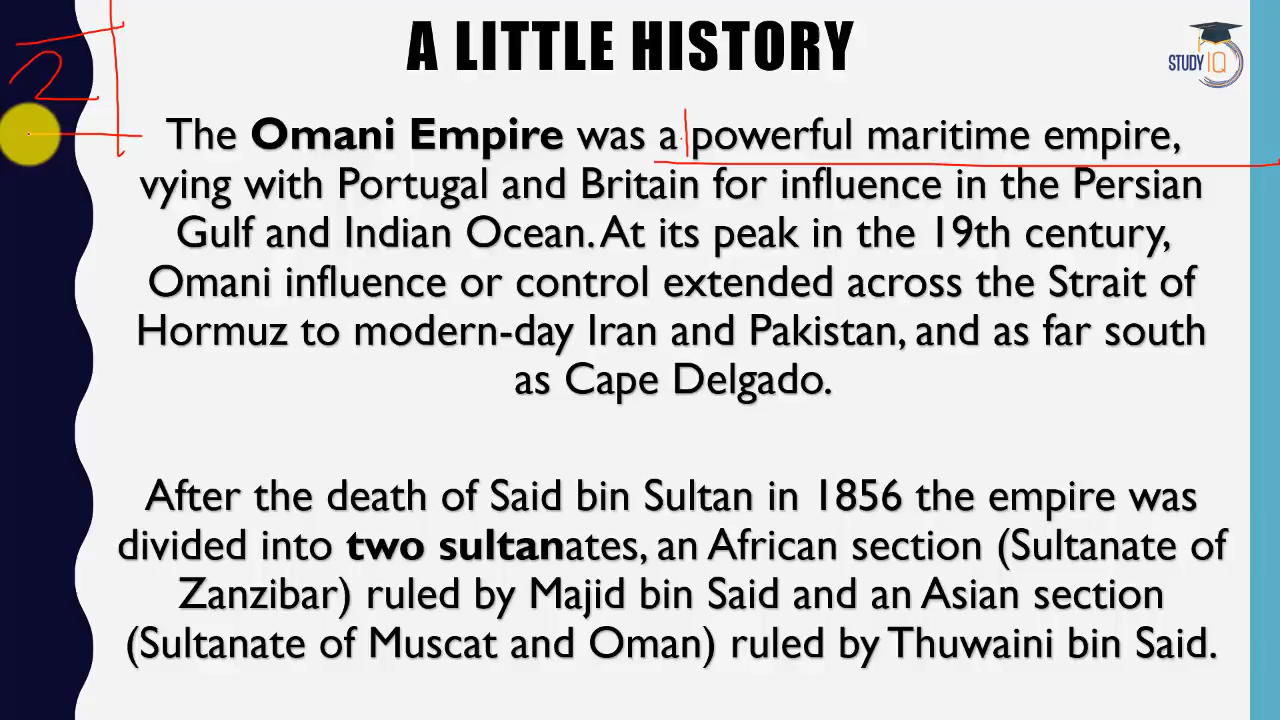 A LITTLE HISTORY
STUDY IQ
2
The Omani Empire was a powerful maritime empire,
vying with Portugal and Britain for influence in the Persian
Gulf and Indian Ocean. At its peak in the 19th century,
Omani influence or control extended across the Strait of
Hormuz to modern-day Iran and Pakistan, and as far south
as Cape Delgado.
After the death of Said bin Sultan in 1856 the empire was
divided into two sultanates, an African section (Sultanate of
Zanzibar) ruled by Majid bin Said and an Asian section
(Sultanate of Muscat and Oman) ruled by Thuwaini bin Said.